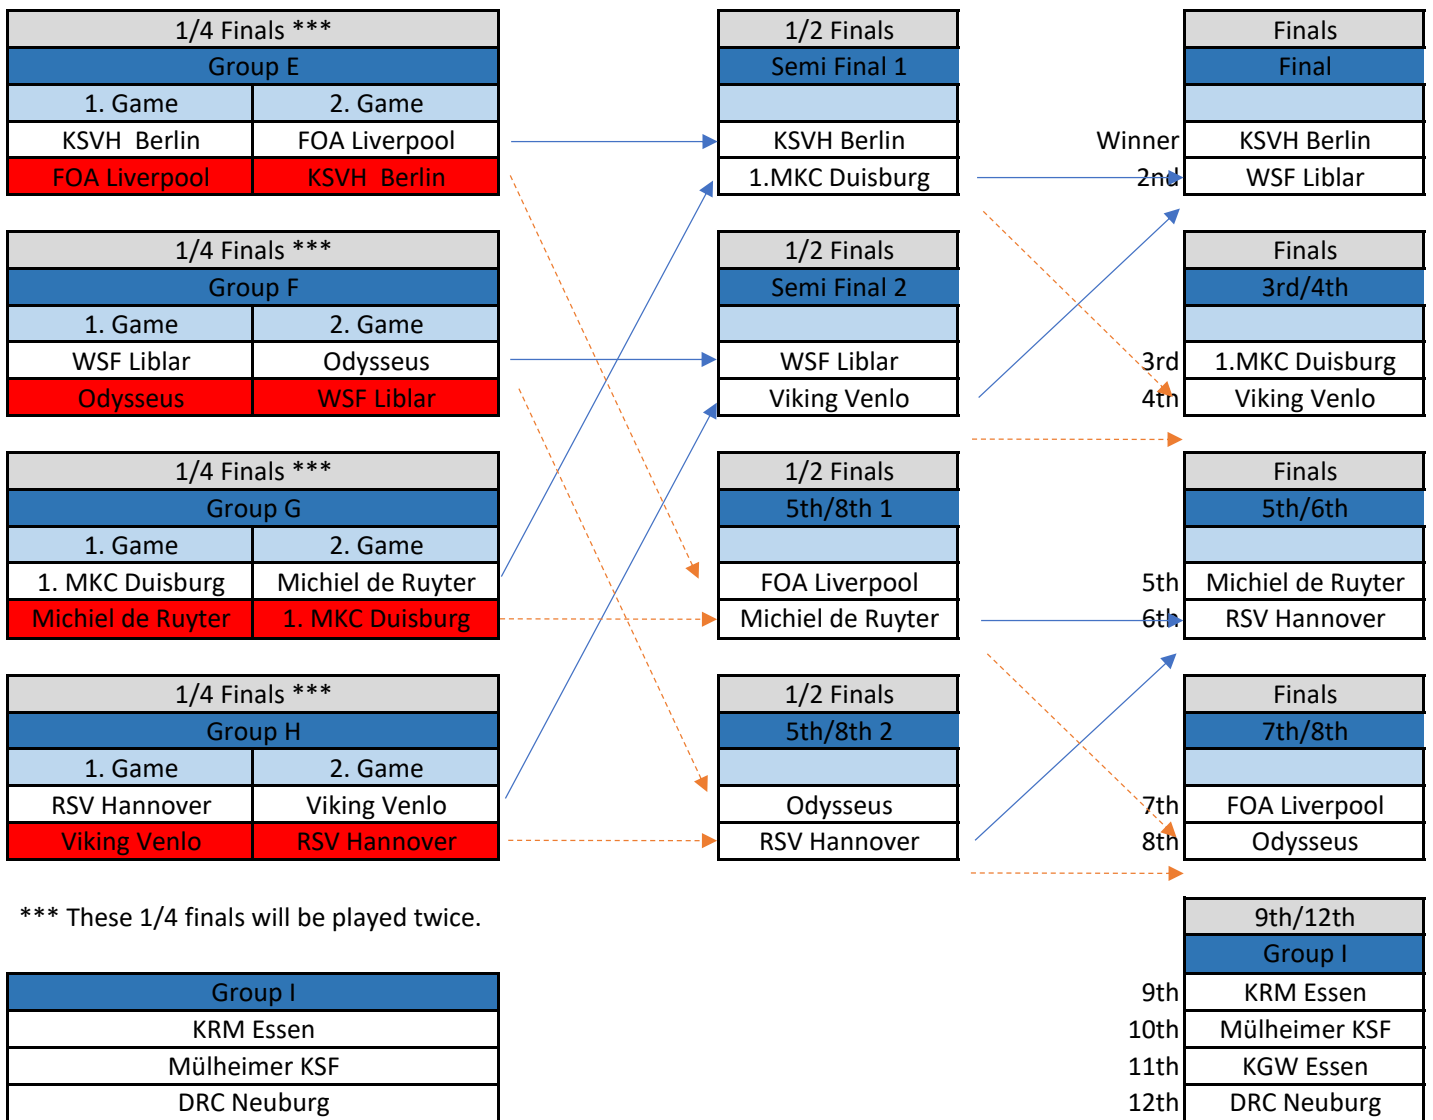 1/4 Finals *** 1/2 Finals Finals
Group E Semi Final 1 Final
1. Game 2. Game
KSVH  Berlin FOA Liverpool KSVH Berlin Winner KSVH Berlin
FOA Liverpool KSVH  Berlin 1.MKC Duisburg 2nd WSF Liblar
1/4 Finals *** 1/2 Finals Finals
Group F Semi Final 2 3rd/4th
1. Game 2. Game
WSF Liblar Odysseus WSF Liblar 3rd 1.MKC Duisburg
Odysseus WSF Liblar Viking Venlo 4th Viking Venlo
1/4 Finals *** 1/2 Finals Finals
Group G 5th/8th 1 5th/6th
1. Game 2. Game
1. MKC Duisburg Michiel de Ruyter FOA Liverpool 5th Michiel de Ruyter
Michiel de Ruyter 1. MKC Duisburg Michiel de Ruyter 6th RSV Hannover
1/4 Finals *** 1/2 Finals Finals
Group H 5th/8th 2 7th/8th
1. Game 2. Game
RSV Hannover Viking Venlo Odysseus 7th FOA Liverpool
Viking Venlo RSV Hannover RSV Hannover 8th Odysseus
*** These 1/4 finals will be played twice. 9th/12th
Group I
Group I 9th KRM Essen
KRM Essen 10th Mülheimer KSF
Mülheimer KSF 11th KGW Essen
DRC Neuburg 12th DRC Neuburg